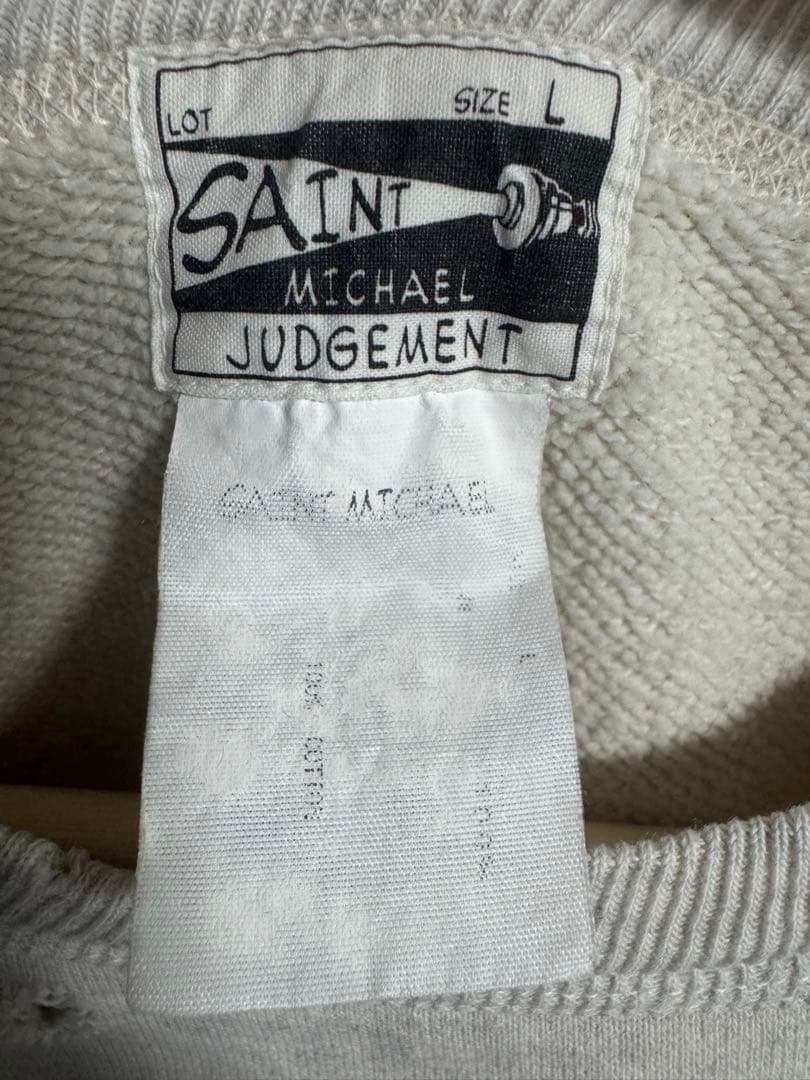 LOT SIZE L
SAINT
MICHAEL
JUDGEMENT
SAINT MICHAEL
100% COTTON